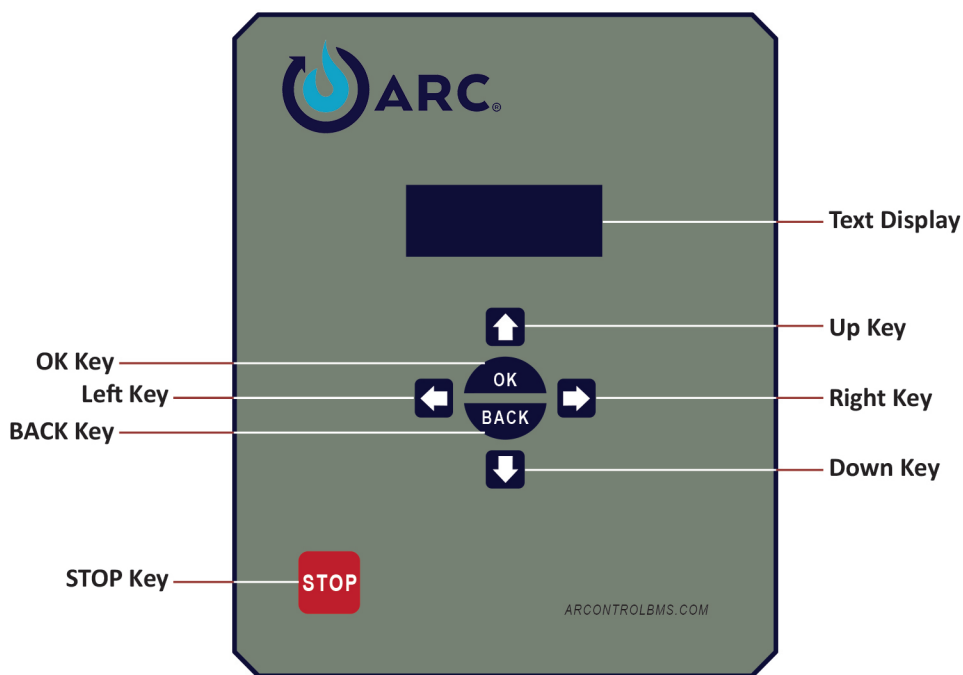 ARC®
Text Display
Up Key
OK Key
OK
Left Key
Right Key
BACK
BACK Key
Down Key
STOP Key
STOP
ARCONTROLBMS.COM